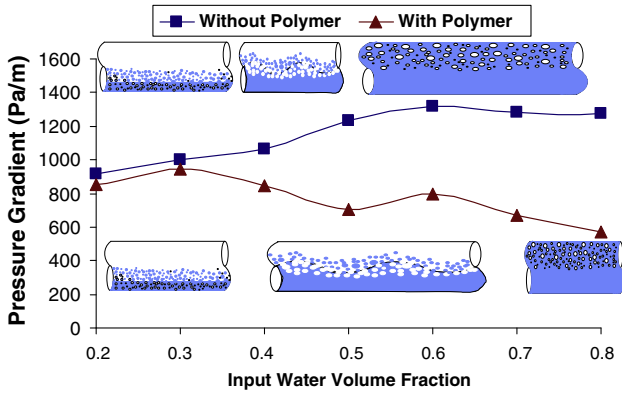 Without Polymer With Polymer
Pressure Gradient (Pa/m)
1600
1400
1200
1000
800
600
400
200
0
0.2 0.3 0.4 0.5 0.6 0.7 0.8
Input Water Volume Fraction